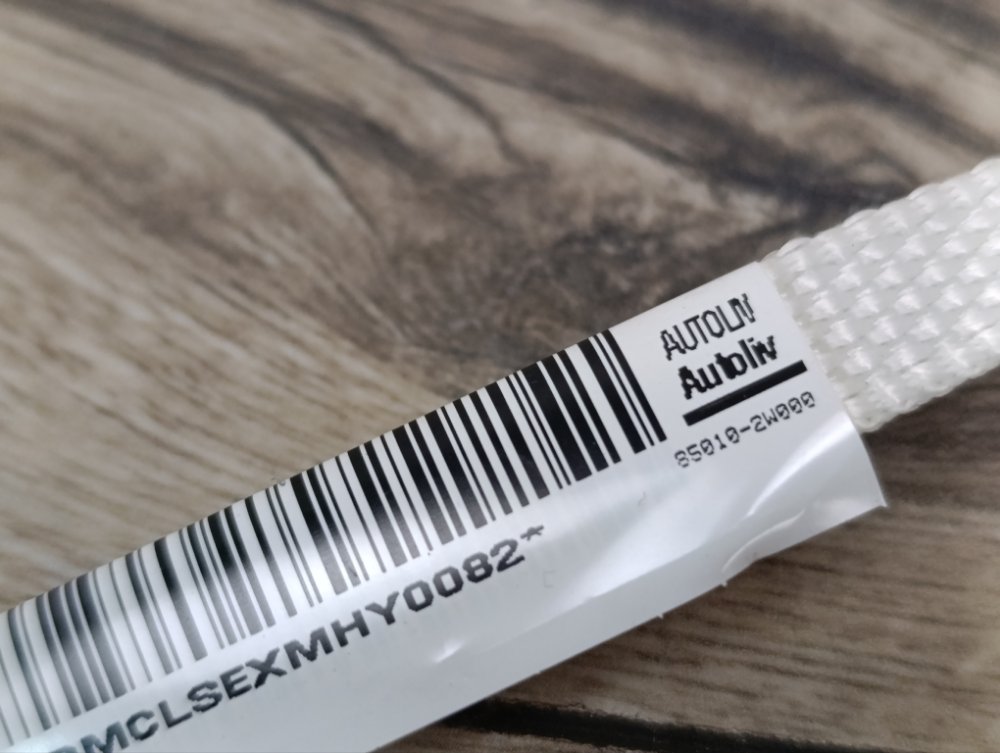 AUTOLIV
Autoliv
85010-2W000
MCLSEXMHY0082*